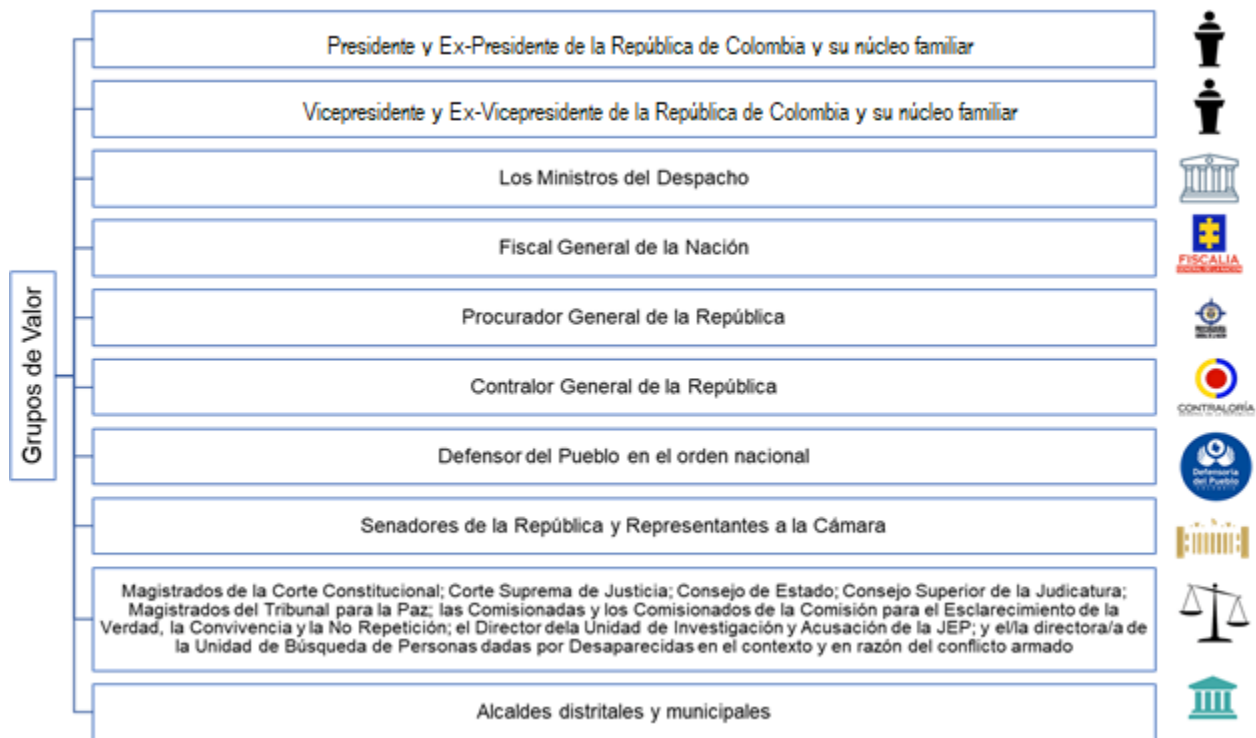 Grupos de Valor
Presidente y Ex-Presidente de la República de Colombia y su núcleo familiar
Vicepresidente y Ex-Vicepresidente de la República de Colombia y su núcleo familiar
Los Ministros del Despacho
Fiscal General de la Nación
FISCALIA
GENERAL DE LA NACION
Procurador General de la República
Contralor General de la República
CONTRALORÍA
Defensor del Pueblo en el orden nacional
Defensoría
del Pueblo
COLOMBIA
Senadores de la República y Representantes a la Cámara
Magistrados de la Corte Constitucional; Corte Suprema de Justicia; Consejo de Estado; Consejo Superior de la Judicatura;
Magistrados del Tribunal para la Paz; las Comisionadas y los Comisionados de la Comisión para el Esclarecimiento de la
Verdad, la Convivencia y la No Repetición; el Director dela Unidad de Investigación y Acusación de la JEP; y el/la directora/a de
la Unidad de Búsqueda de Personas dadas por Desaparecidas en el contexto y en razón del conflicto armado
Alcaldes distritales y municipales